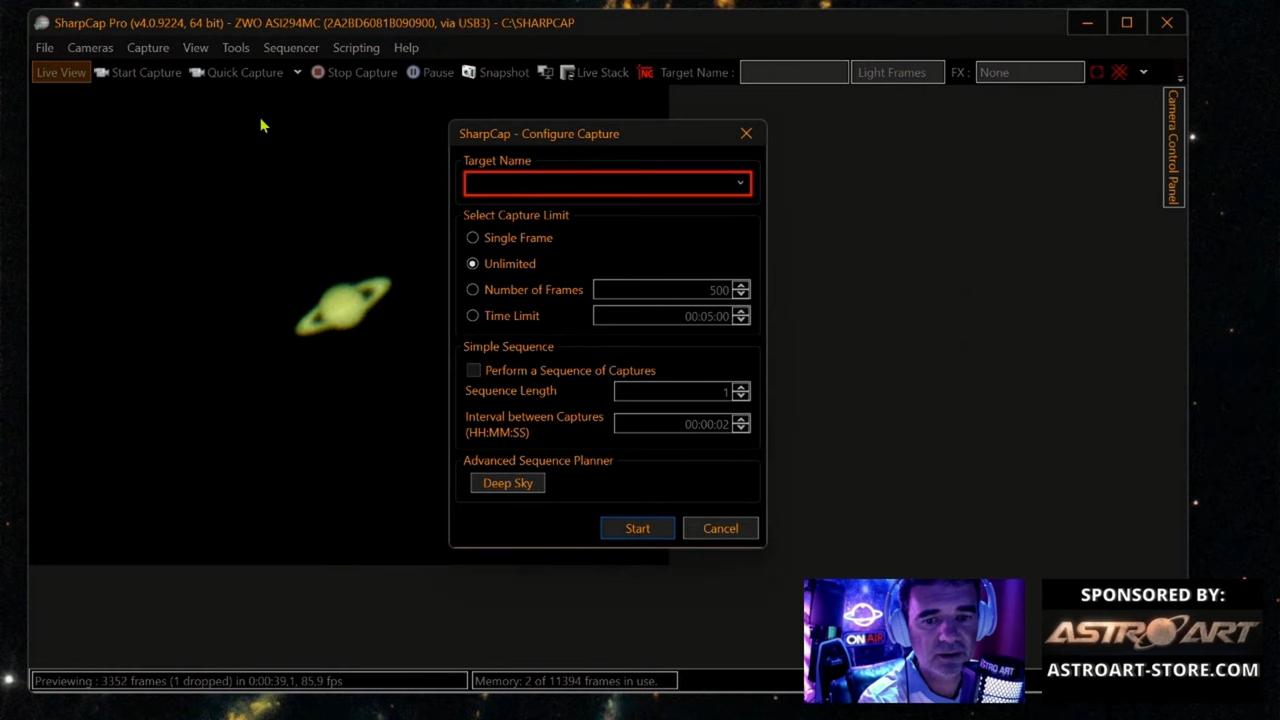 SharpCap Pro (v4.0.9224, 64 bit) - ZWO ASI294MC (2A2BD6081B090900, via USB3) - C:\SHARPCAP
File Cameras Capture View Tools Sequencer Scripting Help
Live View Start Capture Quick Capture Stop Capture Pause Snapshot Live Stack Target Name : Light Frames FX : None
Camera Control Panel
SharpCap - Configure Capture
Target Name
Select Capture Limit
Single Frame
Unlimited
Number of Frames 500
Time Limit 00:05:00
Simple Sequence
Perform a Sequence of Captures
Sequence Length 1
Interval between Captures
(HH:MM:SS) 00:00:02
Advanced Sequence Planner
Deep Sky
Start Cancel
Previewing : 3352 frames (1 dropped) in 0:00:39,1, 85,9 fps Memory: 2 of 11394 frames in use.
ON AIR
ASTRO ART
SPONSORED BY:
ASTROART
ASTROART-STORE.COM